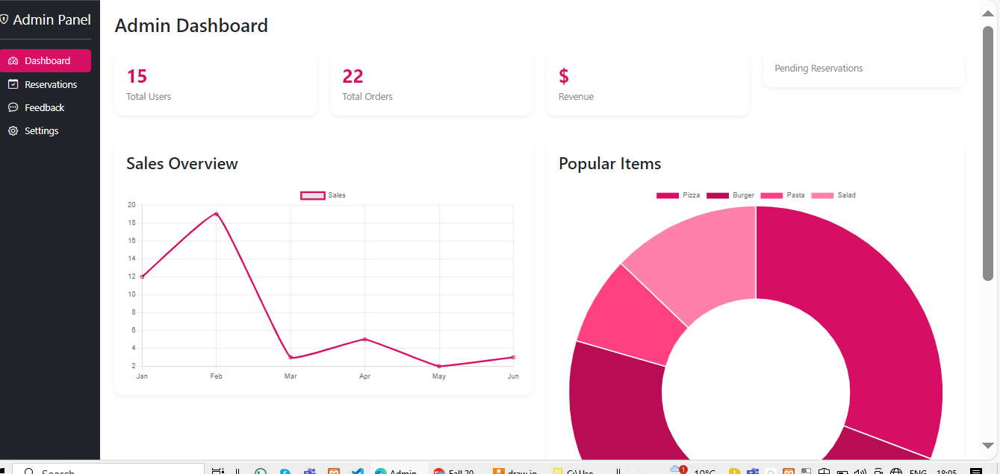 Admin Panel
Dashboard
Reservations
Feedback
Settings
Admin Dashboard
15
Total Users
22
Total Orders
$
Revenue
Pending Reservations
Sales Overview
Sales
20
18
16
14
12
10
8
6
4
2
Jan Feb Mar Apr May Jun
Popular Items
Pizza Burger Pasta Salad
Search
Admin
Fall 20
draw.io
C:\Use
1
10°C
ENG
18:05